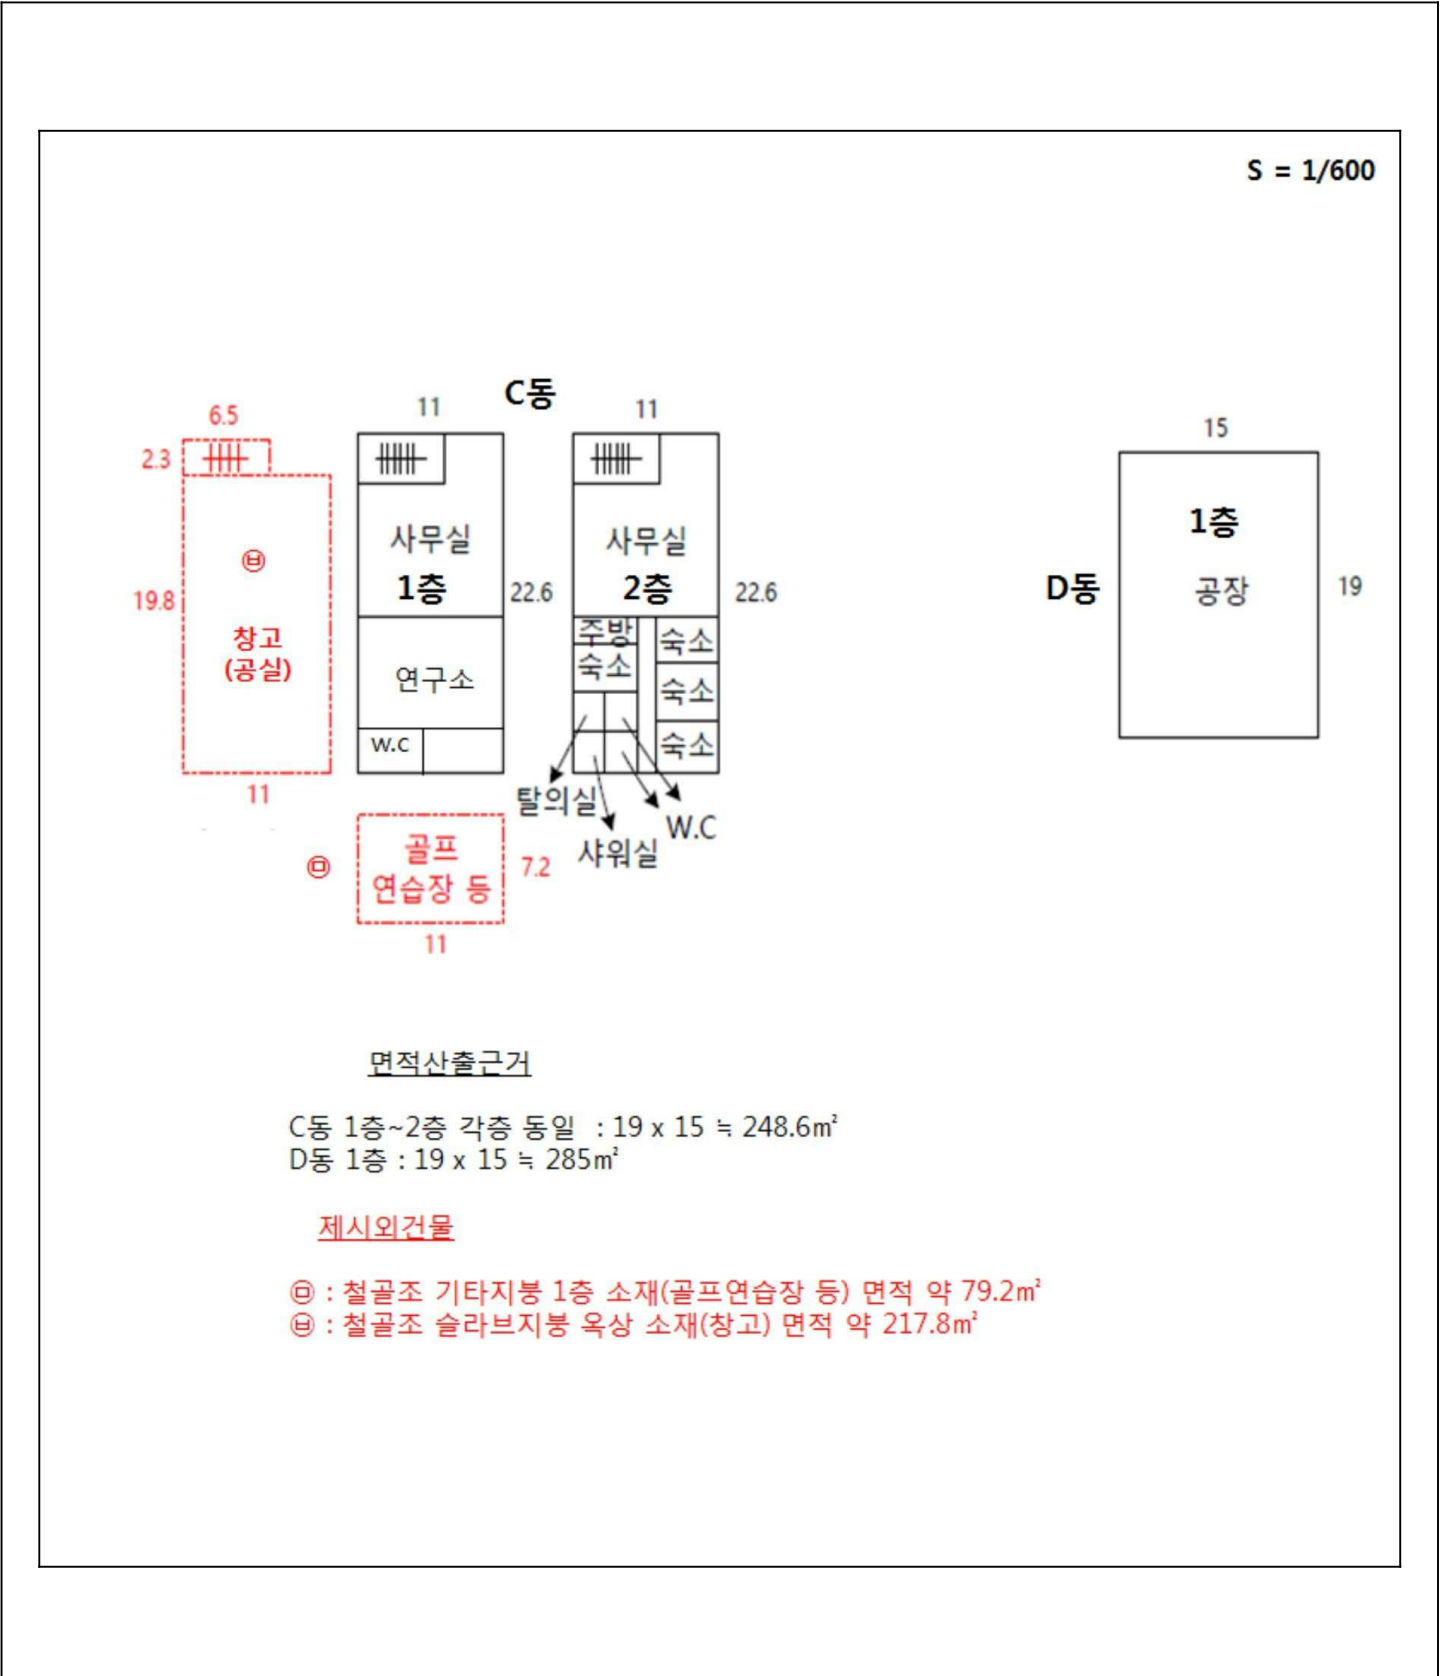 S = 1/600
C동
6.5
2.3
19.8
㉥
창고
(공실)
11
11
사무실
1층
22.6
연구소
W.C
11
사무실
2층
22.6
주방
숙소
숙소
숙소
숙소
탈의실
샤워실
W.C
㉤
골프
연습장 등
7.2
11
D동
15
1층
공장
19
면적산출근거
C동 1층~2층 각층 동일 : 19 x 15 ≒ 248.6㎡
D동 1층 : 19 x 15 ≒ 285㎡
제시외건물
㉤ : 철골조 기타지붕 1층 소재(골프연습장 등) 면적 약 79.2㎡
㉥ : 철골조 슬라브지붕 옥상 소재(창고) 면적 약 217.8㎡